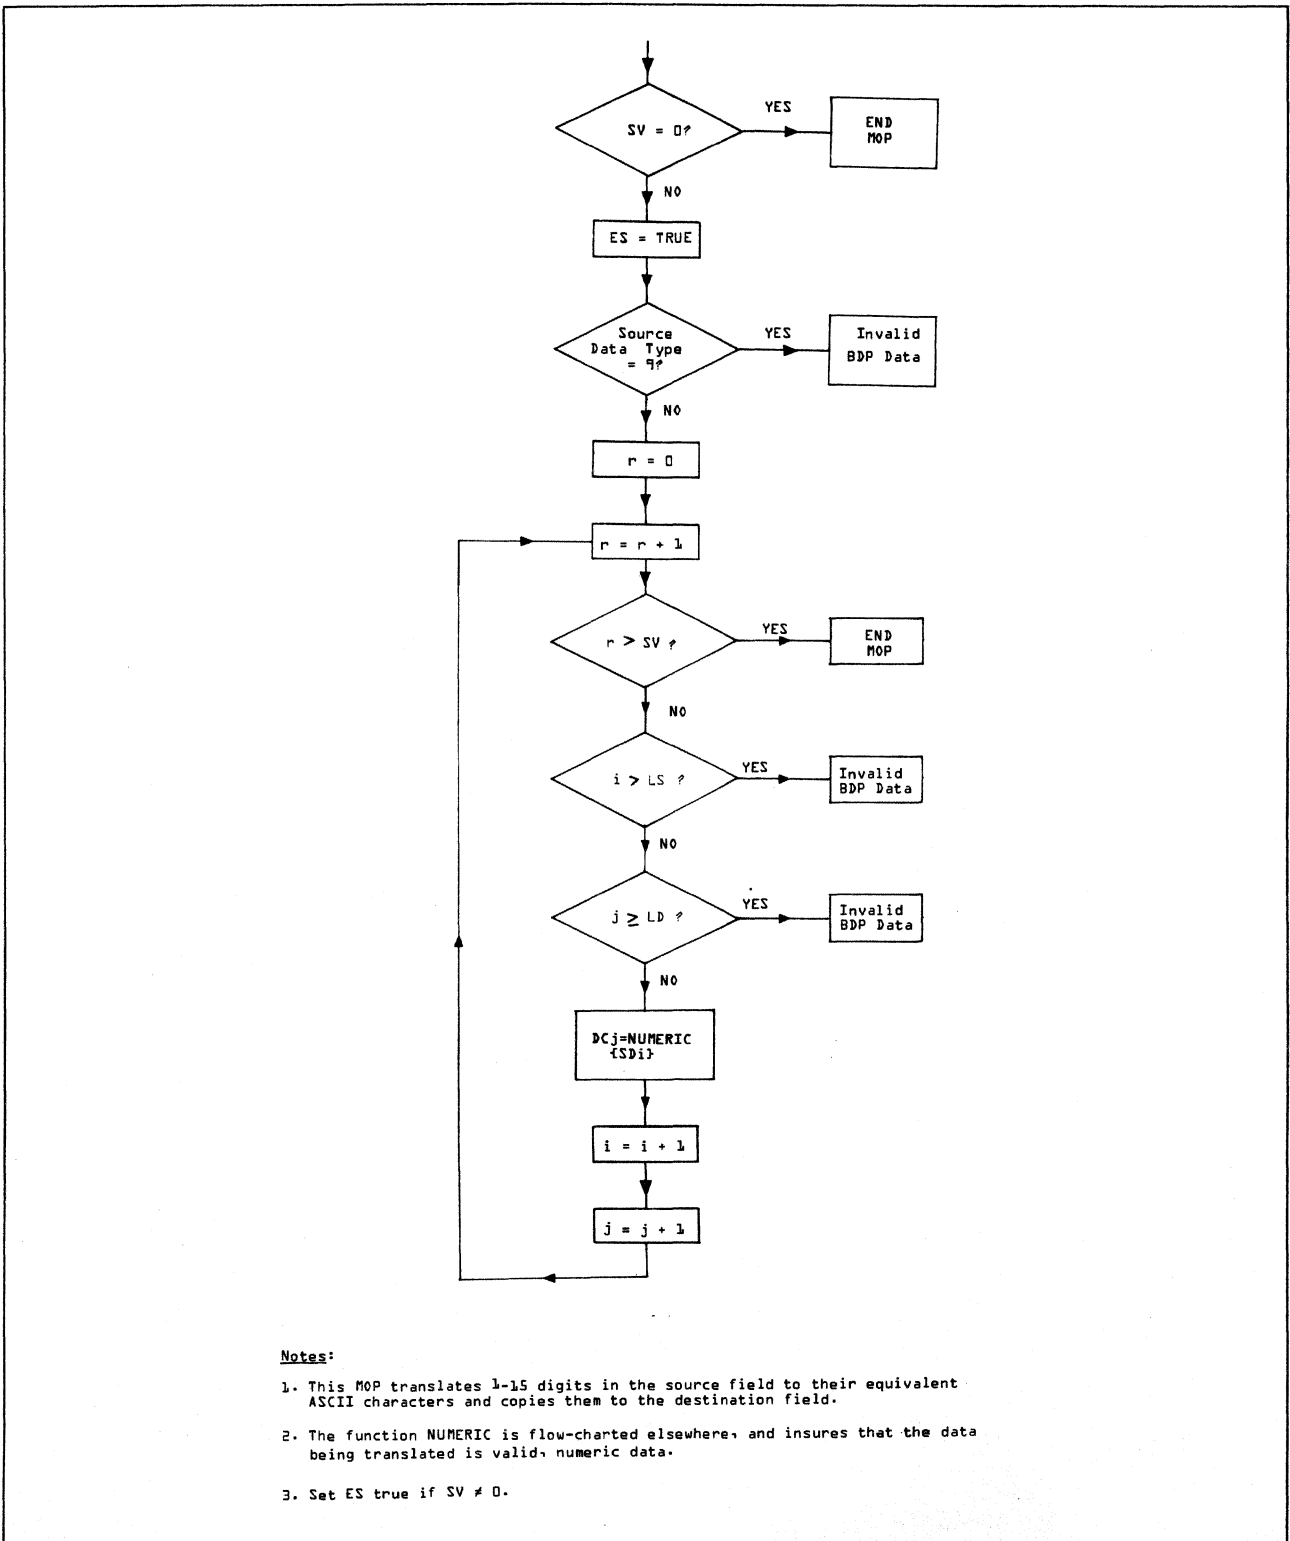 SV = 0?
YES
END
MOP
NO
ES = TRUE
Source
Data Type
= 9?
YES
Invalid
BDP Data
NO
r = 0
r = r + 1
r > SV ?
YES
END
MOP
NO
i > LS ?
YES
Invalid
BDP Data
NO
j ≥ LD ?
YES
Invalid
BDP Data
NO
DCj=NUMERIC
{SDi}
i = i + 1
j = j + 1
Notes:
1. This MOP translates 1-15 digits in the source field to their equivalent
ASCII characters and copies them to the destination field.
2. The function NUMERIC is flow-charted elsewhere, and insures that the data
being translated is valid, numeric data.
3. Set ES true if SV ≠ 0.